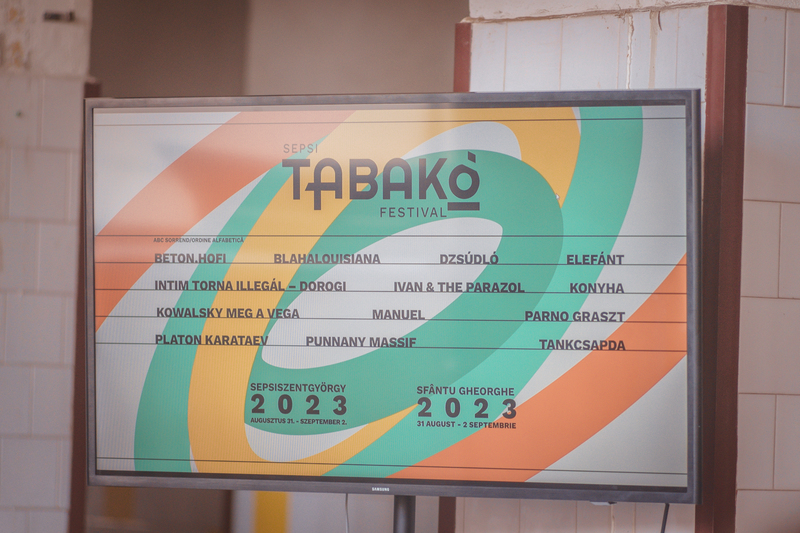 SEPSI
TABAKÓ
FESTIVAL
ABC SORREND/ORDINE ALFABETICĂ
BETON.HOFI BLAHALOUISIANA DZSÚDLÓ ELEFÁNT
INTIM TORNA ILLEGÁL – DOROGI IVAN & THE PARAZOL KONYHA
KOWALSKY MEG A VEGA MANUEL PARNO GRASZT
PLATON KARATAEV PUNNANY MASSIF TANKCSAPDA
SEPSISZENTGYÖRGY
2023
AUGUSZTUS 31. - SZEPTEMBER 2.
SFÂNTU GHEORGHE
2023
31 AUGUST - 2 SEPTEMBRIE
SAMSUNG